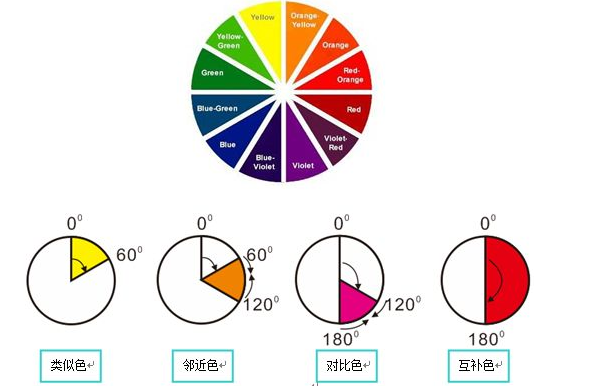 Yellow
Orange-
Yellow
Orange
Red-
Orange
Red
Violet-
Red
Violet
Blue-
Violet
Blue
Blue-Green
Green
Yellow-
Green
0⁰
60⁰
0⁰
60⁰
120⁰
0⁰
120⁰
180⁰
0⁰
180⁰
类似色
邻近色
对比色
互补色